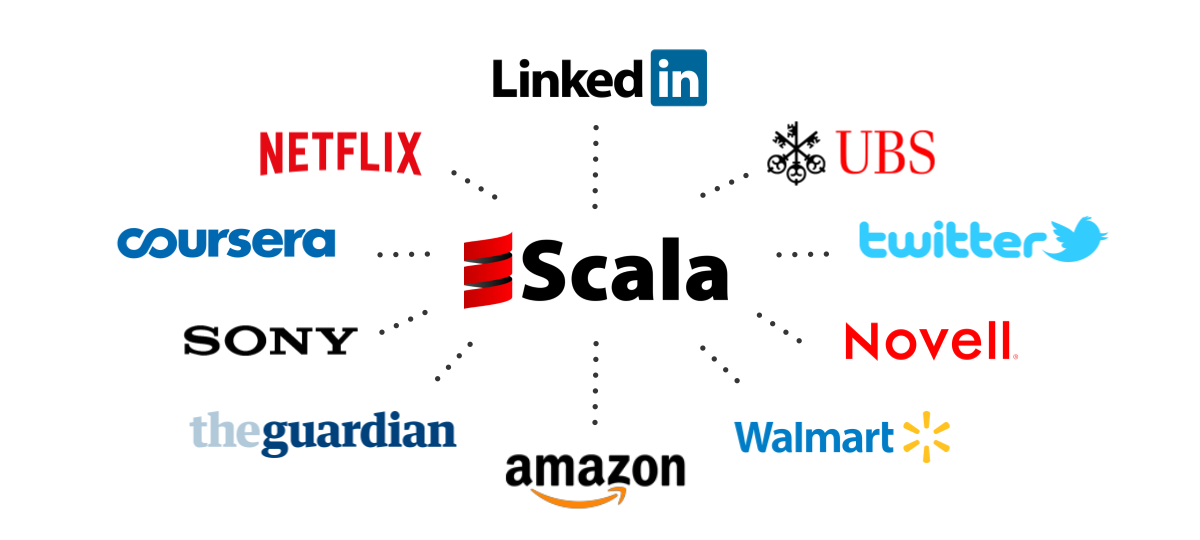 Linkedin
NETFLIX
UBS
coursera
twitter
Scala
SONY
Novell
theguardian
Walmart
amazon